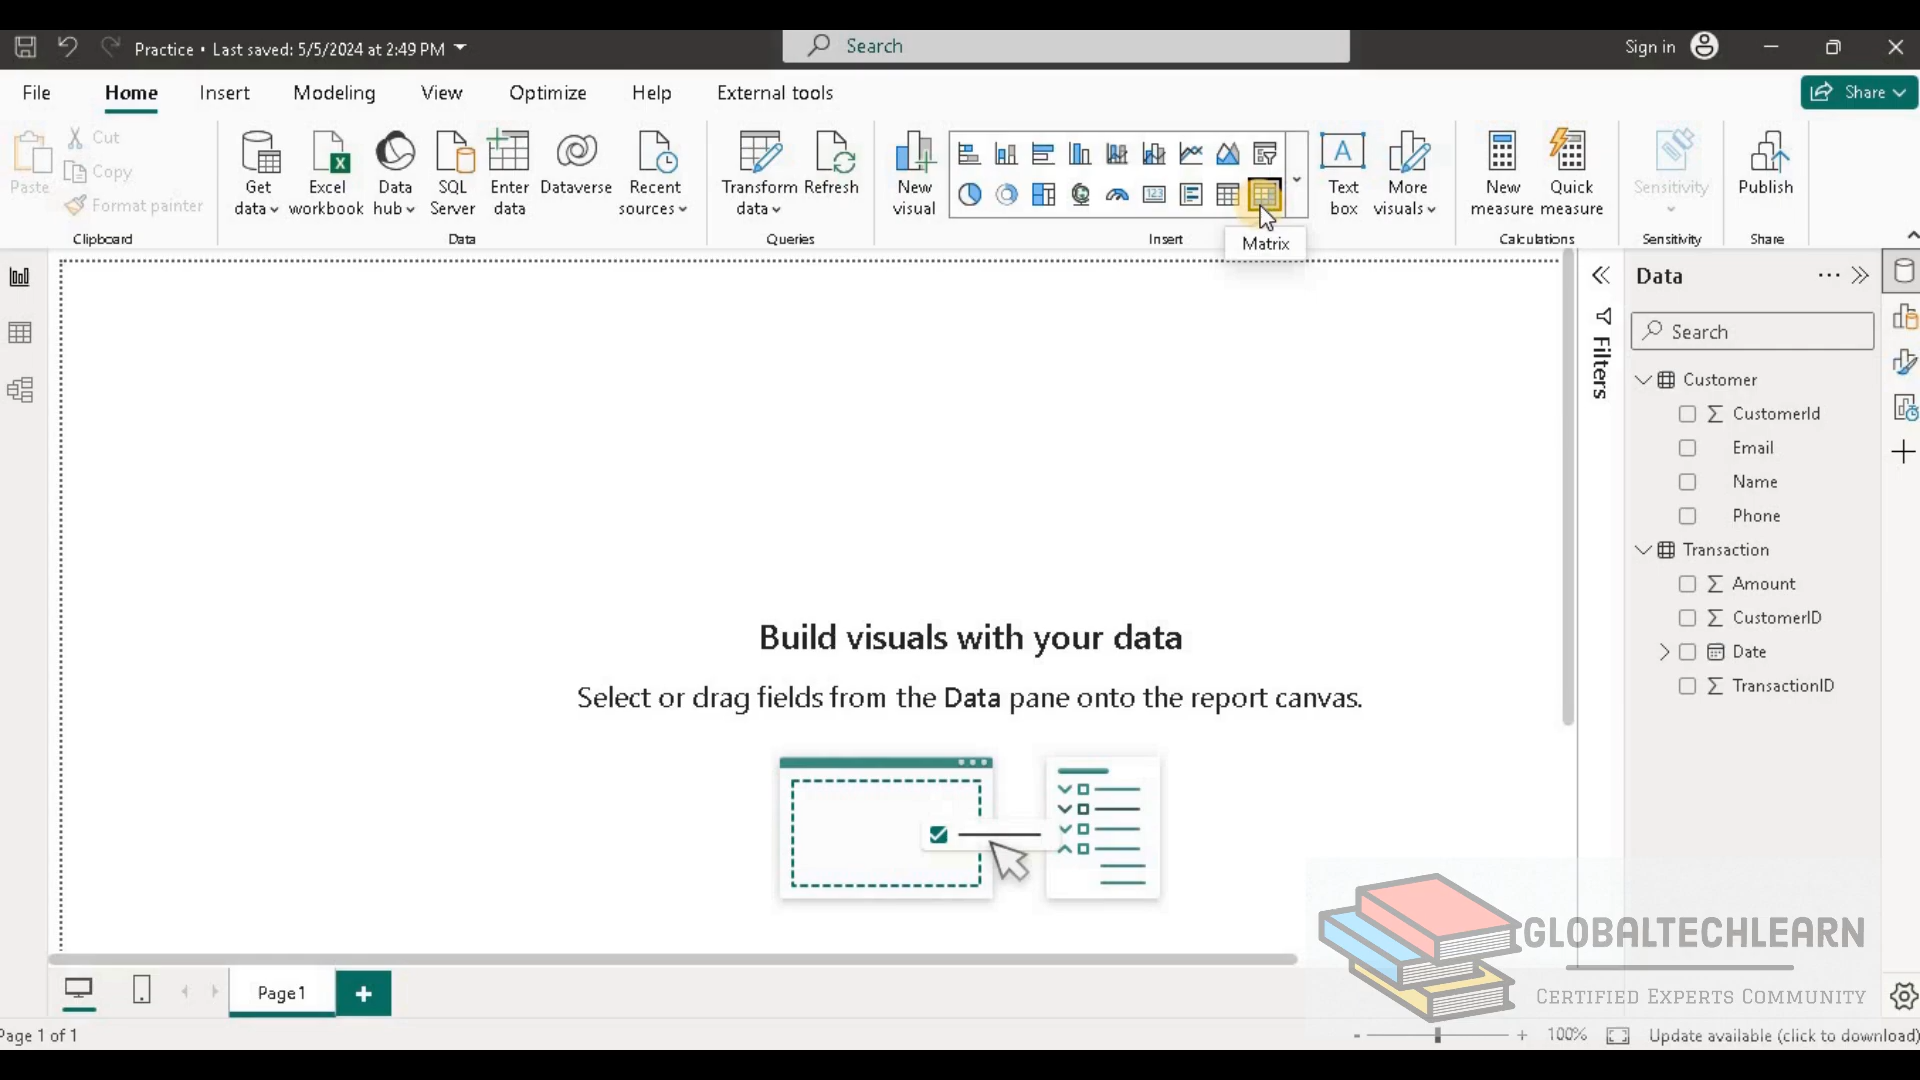 Practice • Last saved: 5/5/2024 at 2:49 PM
Search
Sign in
File
Home
Insert
Modeling
View
Optimize
Help
External tools
Share
Paste
Cut
Copy
Format painter
Clipboard
Get data
Excel workbook
Data hub
SQL Server
Enter data
Dataverse
Recent sources
Data
Transform data
Refresh
Queries
New visual
123
A
Text box
More visuals
Insert
Matrix
New measure
Quick measure
Calculations
Sensitivity
Sensitivity
Publish
Share
Filters
Data
Search
Customer
CustomerId
Email
Name
Phone
Transaction
Amount
CustomerID
Date
TransactionID
Build visuals with your data
Select or drag fields from the Data pane onto the report canvas.
GLOBALTECHLEARN
CERTIFIED EXPERTS COMMUNITY
Page 1
Page 1 of 1
100%
Update available (click to download)